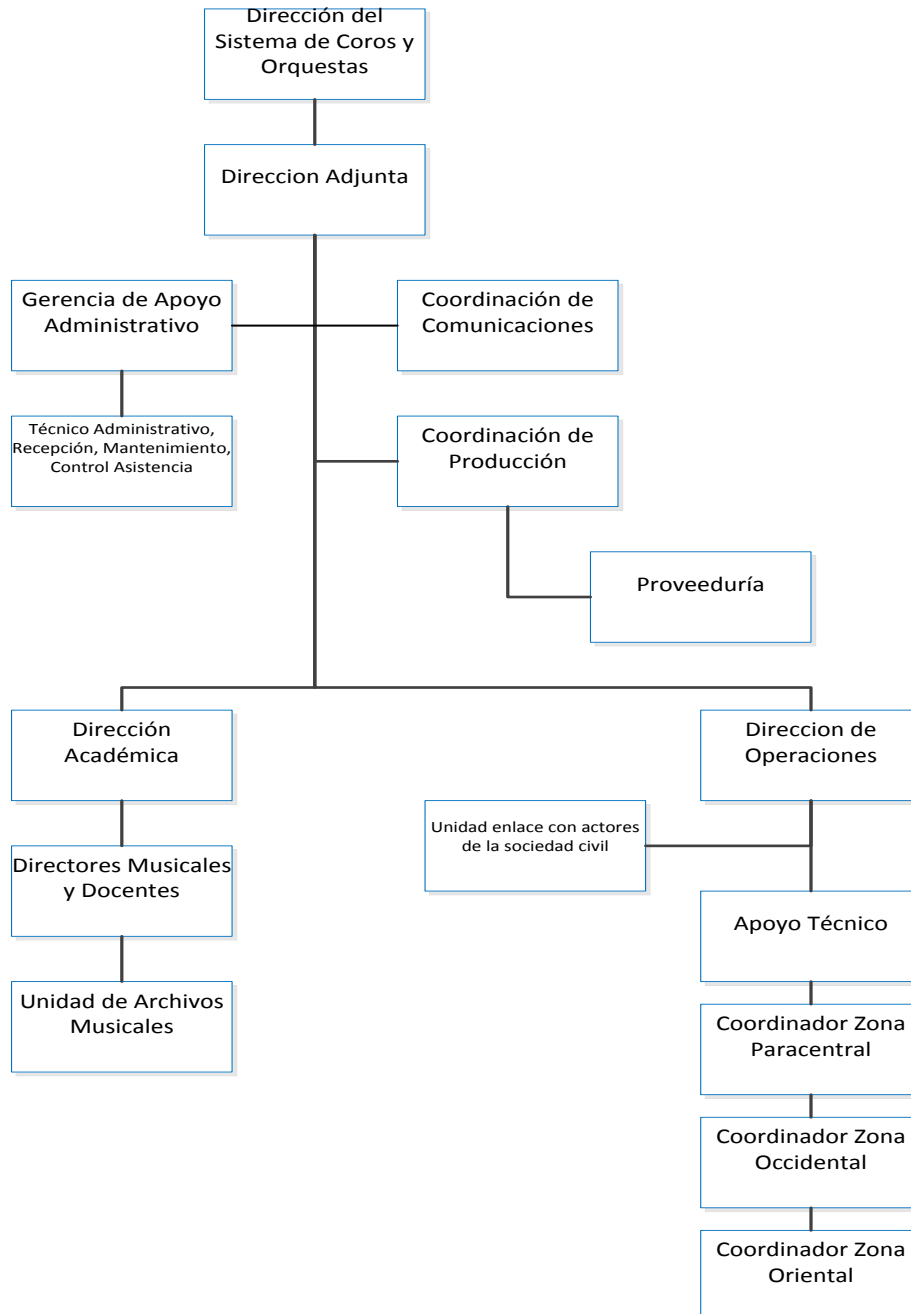 Dirección del
Sistema de Coros y
Orquestas
Direccion Adjunta
Gerencia de Apoyo
Administrativo
Coordinación de
Comunicaciones
Técnico Administrativo,
Recepción, Mantenimiento,
Control Asistencia
Coordinación de
Producción
Proveeduría
Dirección
Académica
Direccion de
Operaciones
Unidad enlace con actores
de la sociedad civil
Directores Musicales
y Docentes
Apoyo Técnico
Unidad de Archivos
Musicales
Coordinador Zona
Paracentral
Coordinador Zona
Occidental
Coordinador Zona
Oriental